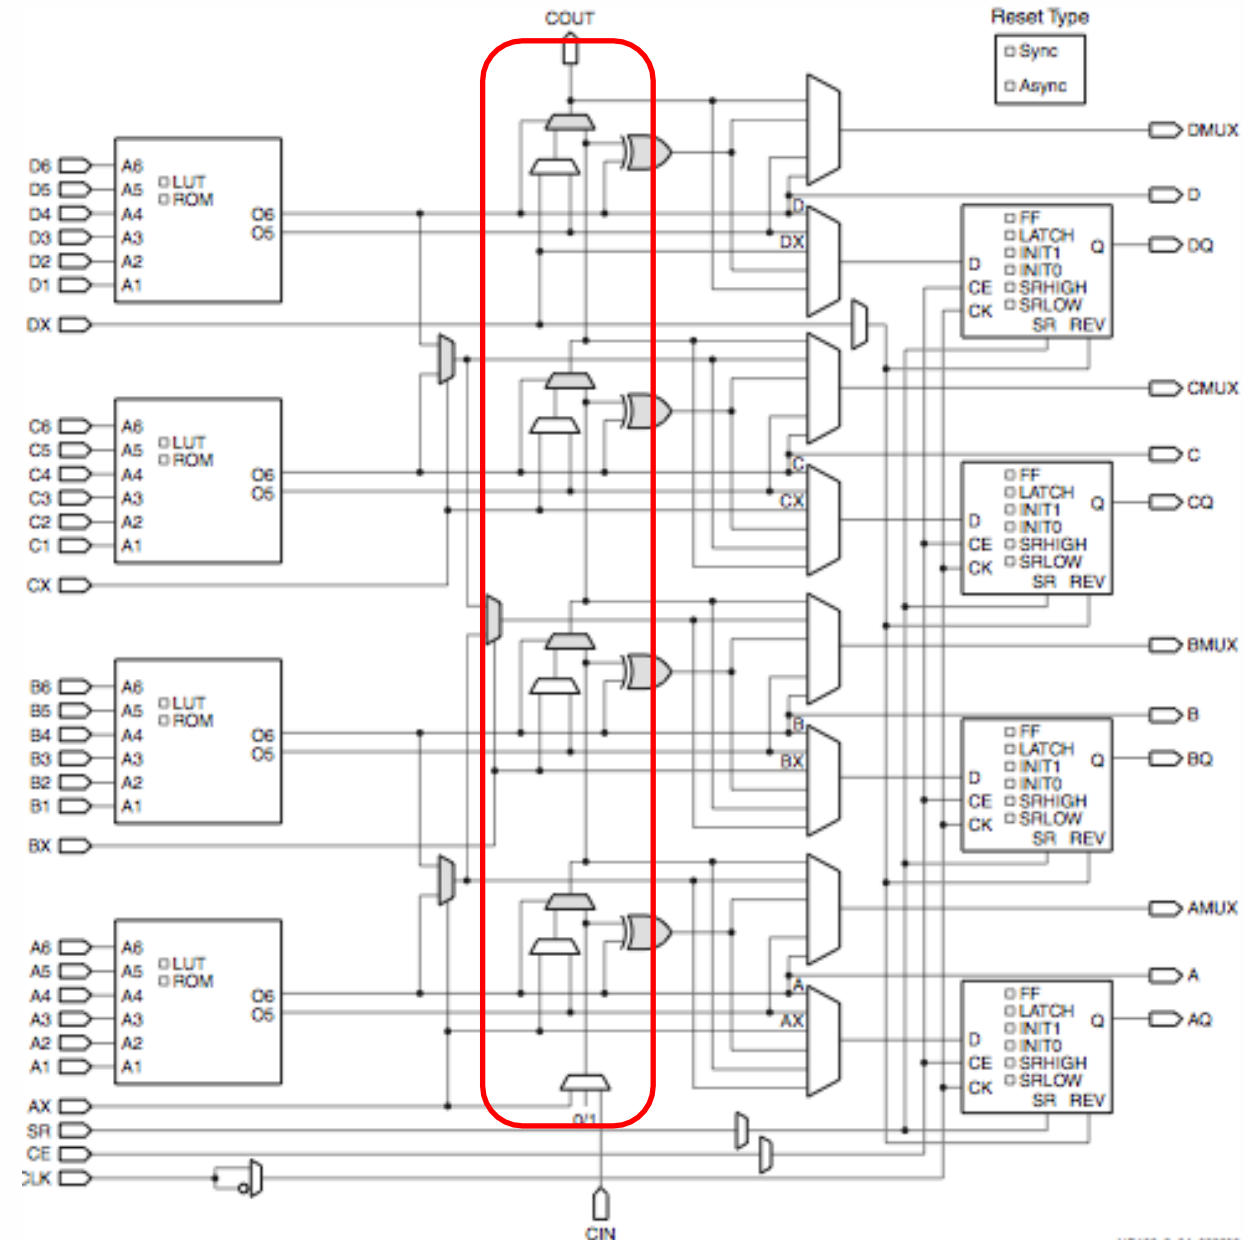 COUT
Reset Type
Sync
Async
DMUX
D6 A6
LUT
D5 A5
ROM
D4 A4 O6
D3 A3 O5
D2 A2
D1 A1
D
D
DX
DQ
FF
LATCH
INIT1 Q
INIT0
D
CE SRHIGH
CK SRLOW
SR REV
DX
CMUX
C6 A6
LUT
C5 A5
ROM
C4 A4 O6
C3 A3 O5
C2 A2
C1 A1
C
C
CX
CQ
FF
LATCH
INIT1 Q
INIT0
D
CE SRHIGH
CK SRLOW
SR REV
CX
BMUX
B6 A6
LUT
B5 A5
ROM
B4 A4 O6
B3 A3 O5
B2 A2
B1 A1
B
B
BX
BQ
FF
LATCH
INIT1 Q
INIT0
D
CE SRHIGH
CK SRLOW
SR REV
BX
AMUX
A6 A6
LUT
A5 A5
ROM
A4 A4 O6
A3 A3 O5
A2 A2
A1 A1
A
A
AX
AQ
FF
LATCH
INIT1 Q
INIT0
D
CE SRHIGH
CK SRLOW
SR REV
AX
0/1
SR
CE
CLK
CIN